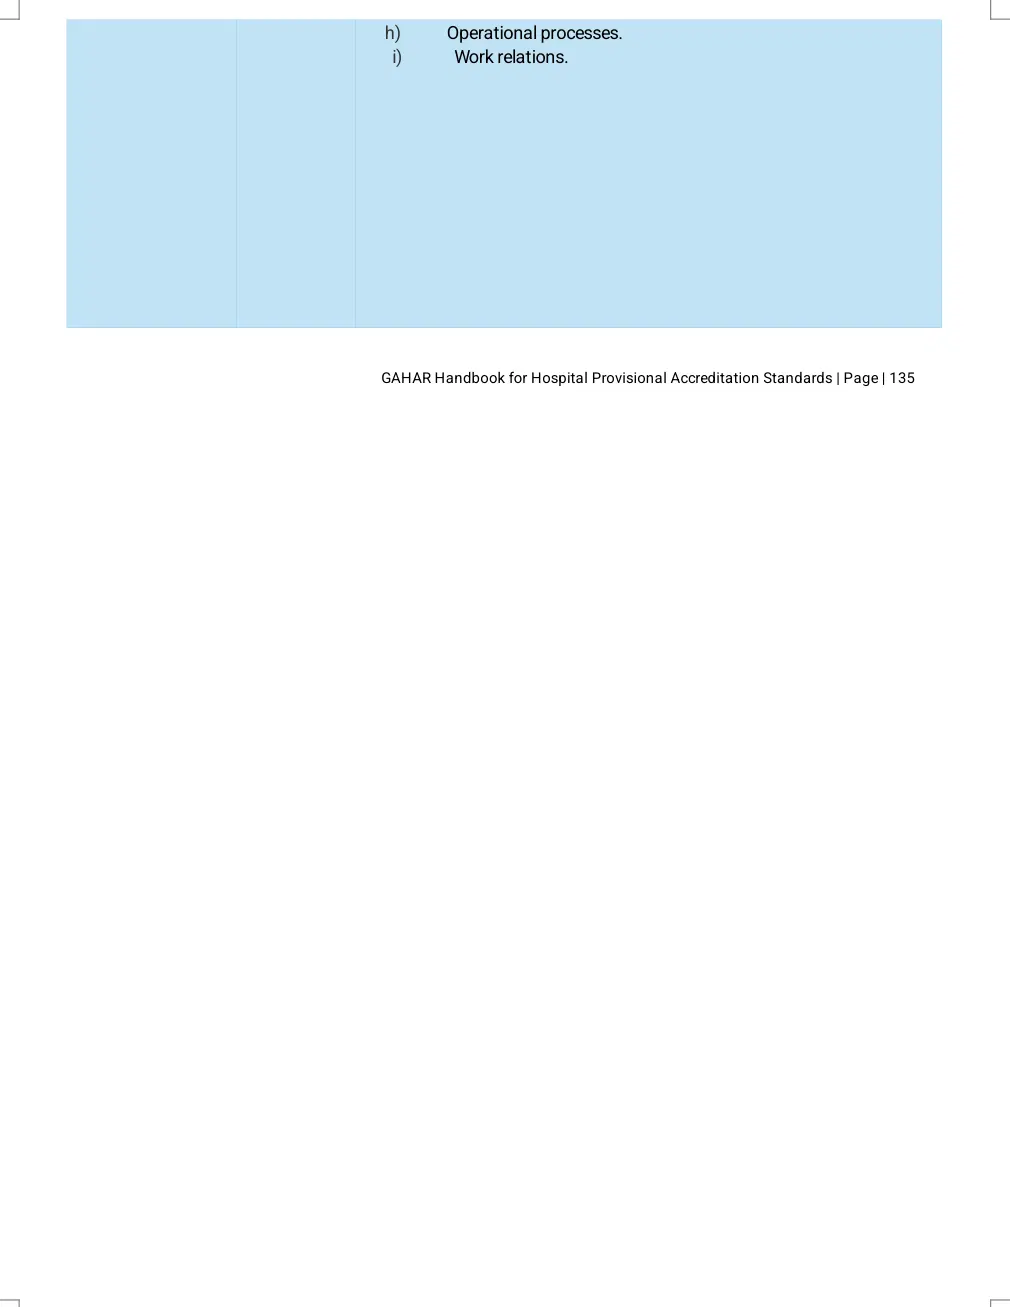 h) Operational processes.
i) Work relations.
GAHAR Handbook for Hospital Provisional Accreditation Standards | Page | 135